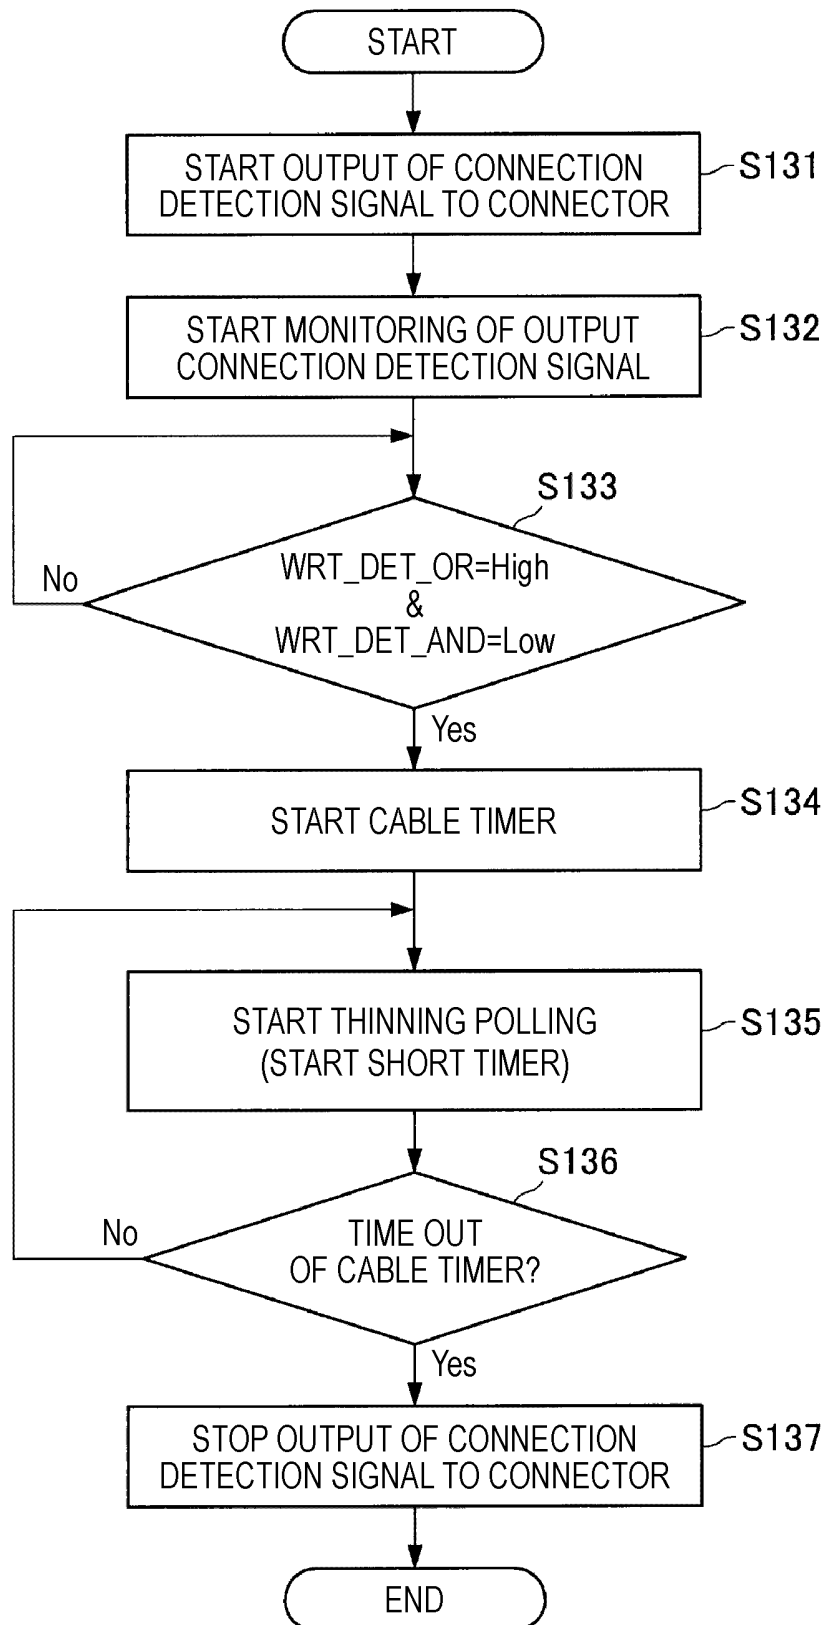 START
START OUTPUT OF CONNECTION
DETECTION SIGNAL TO CONNECTOR
S131
START MONITORING OF OUTPUT
CONNECTION DETECTION SIGNAL
S132
S133
No
WRT_DET_OR=High
&
WRT_DET_AND=Low
Yes
START CABLE TIMER
S134
START THINNING POLLING
(START SHORT TIMER)
S135
S136
No
TIME OUT
OF CABLE TIMER?
Yes
STOP OUTPUT OF CONNECTION
DETECTION SIGNAL TO CONNECTOR
S137
END